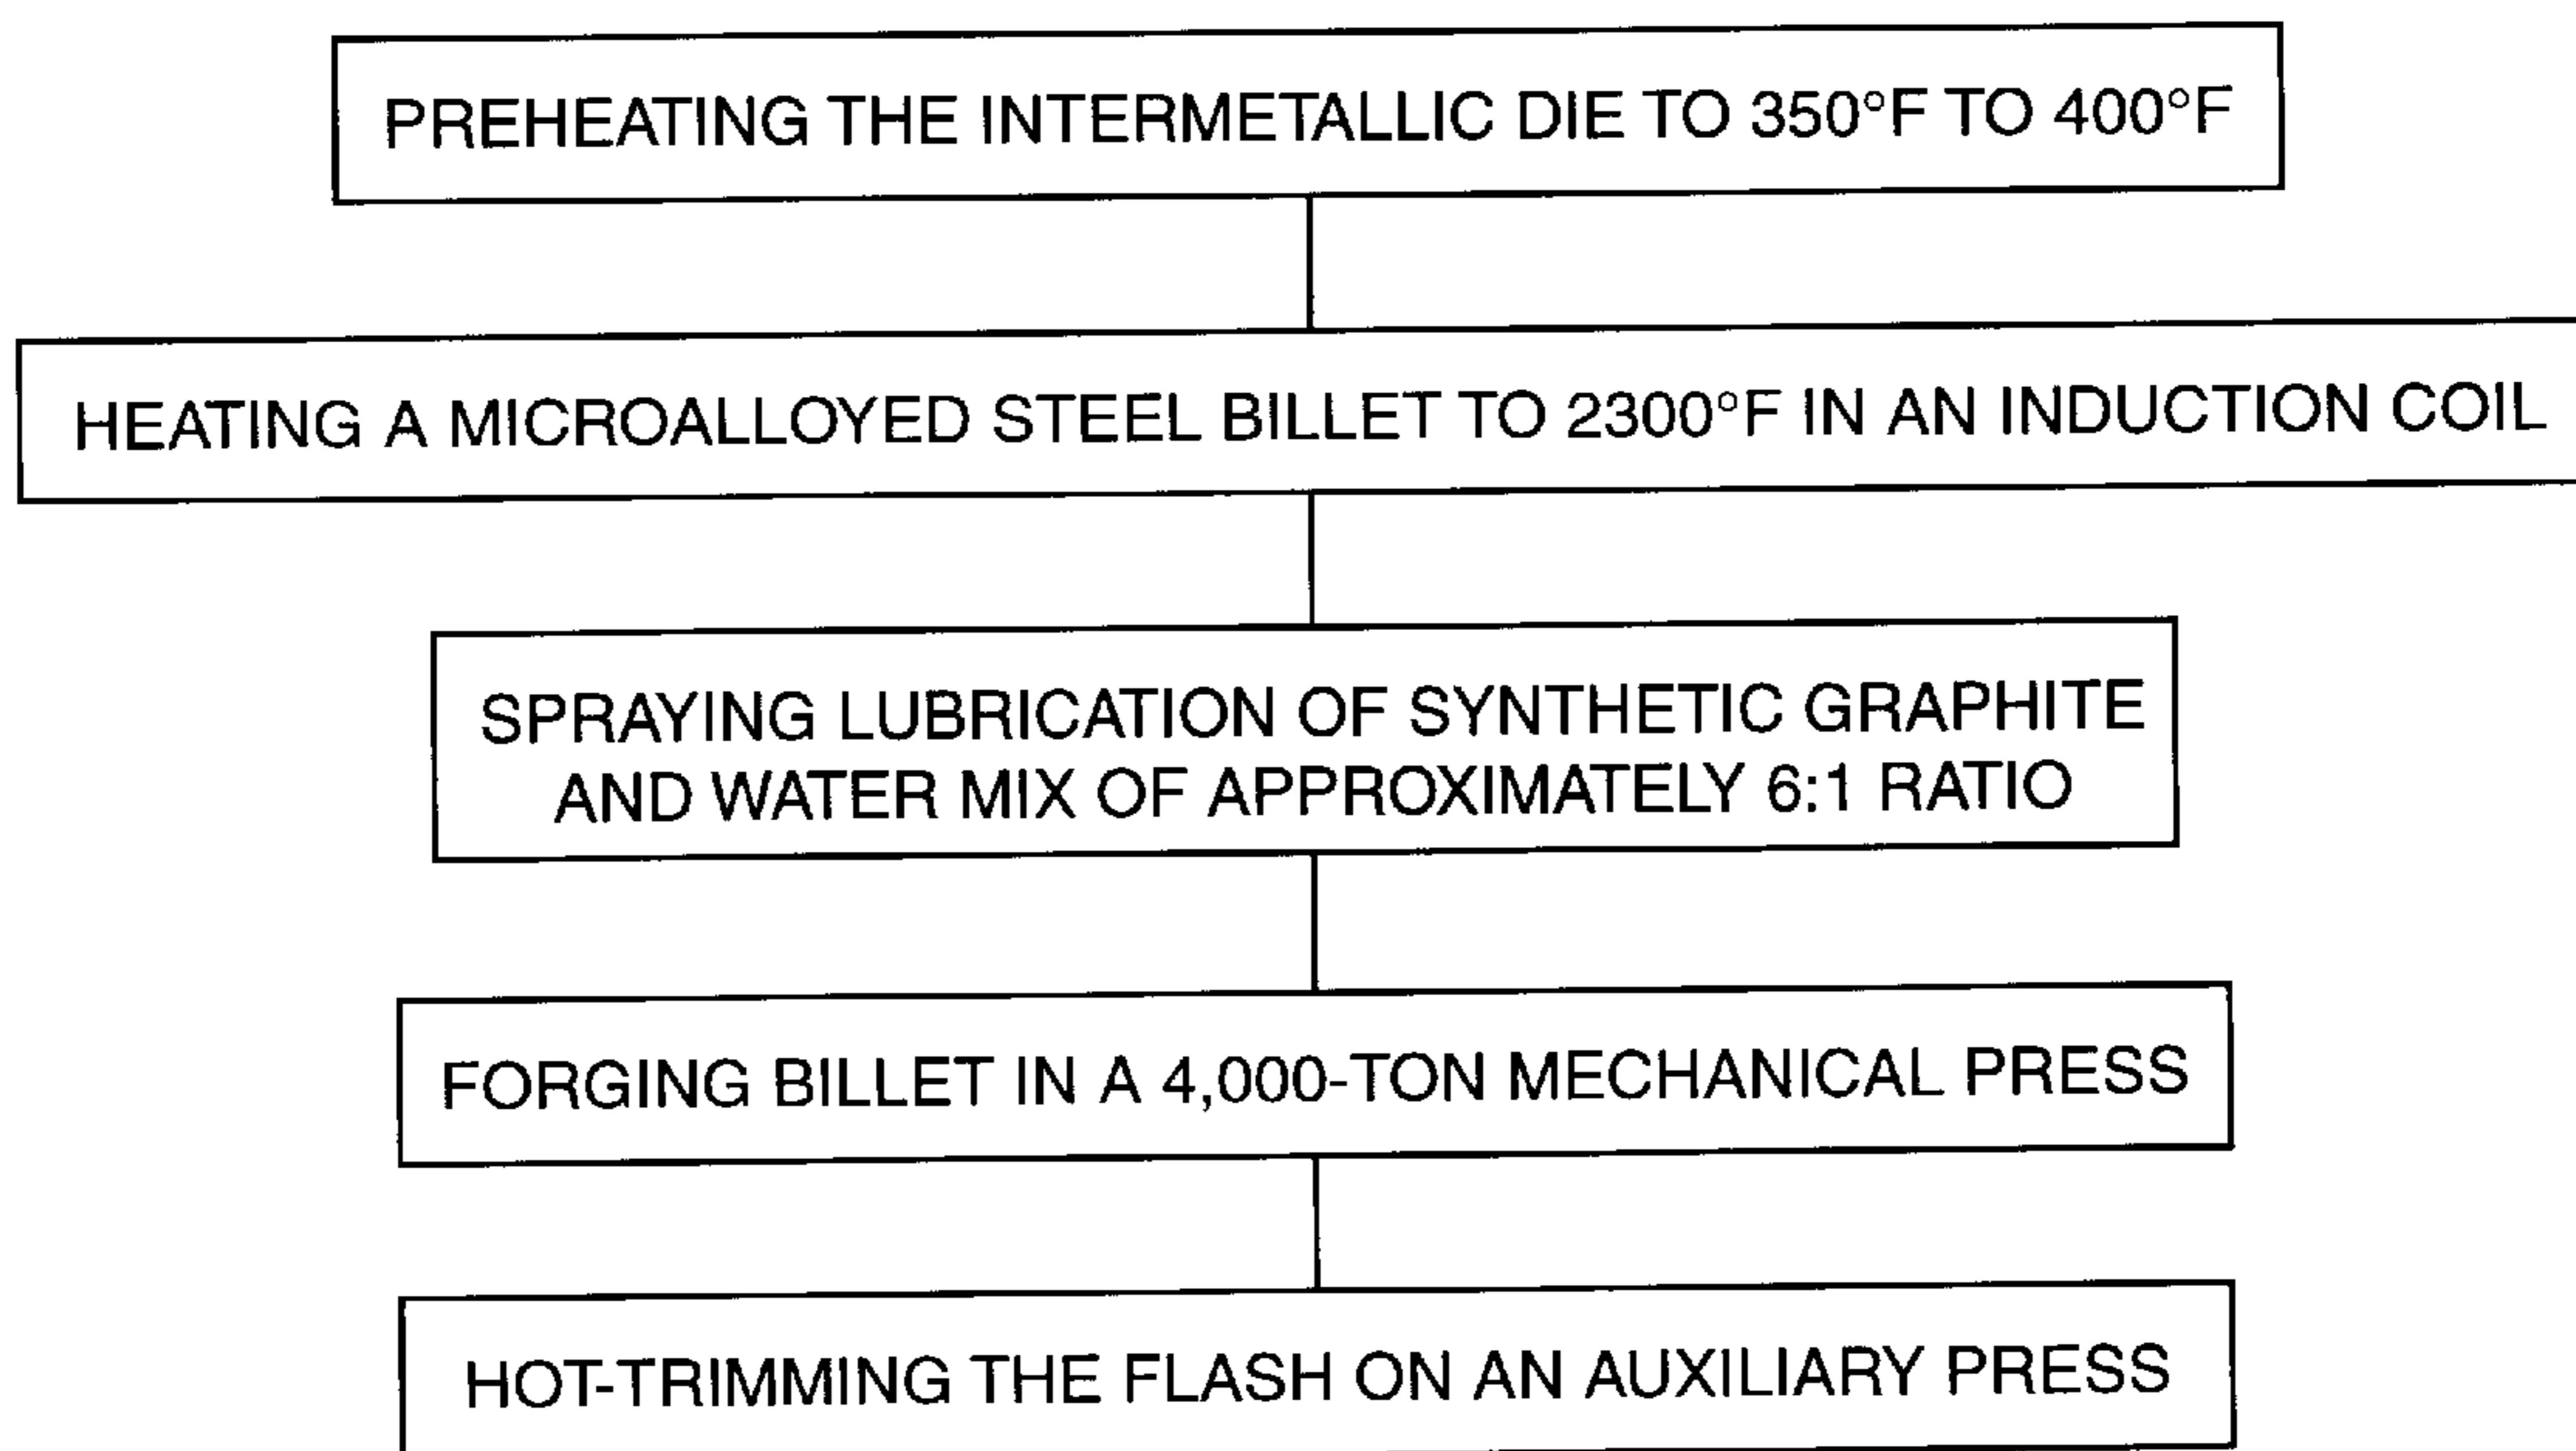 PREHEATING THE INTERMETALLIC DIE TO 350°F TO 400°F
HEATING A MICROALLOYED STEEL BILLET TO 2300°F IN AN INDUCTION COIL
SPRAYING LUBRICATION OF SYNTHETIC GRAPHITE
AND WATER MIX OF APPROXIMATELY 6:1 RATIO
FORGING BILLET IN A 4,000-TON MECHANICAL PRESS
HOT-TRIMMING THE FLASH ON AN AUXILIARY PRESS